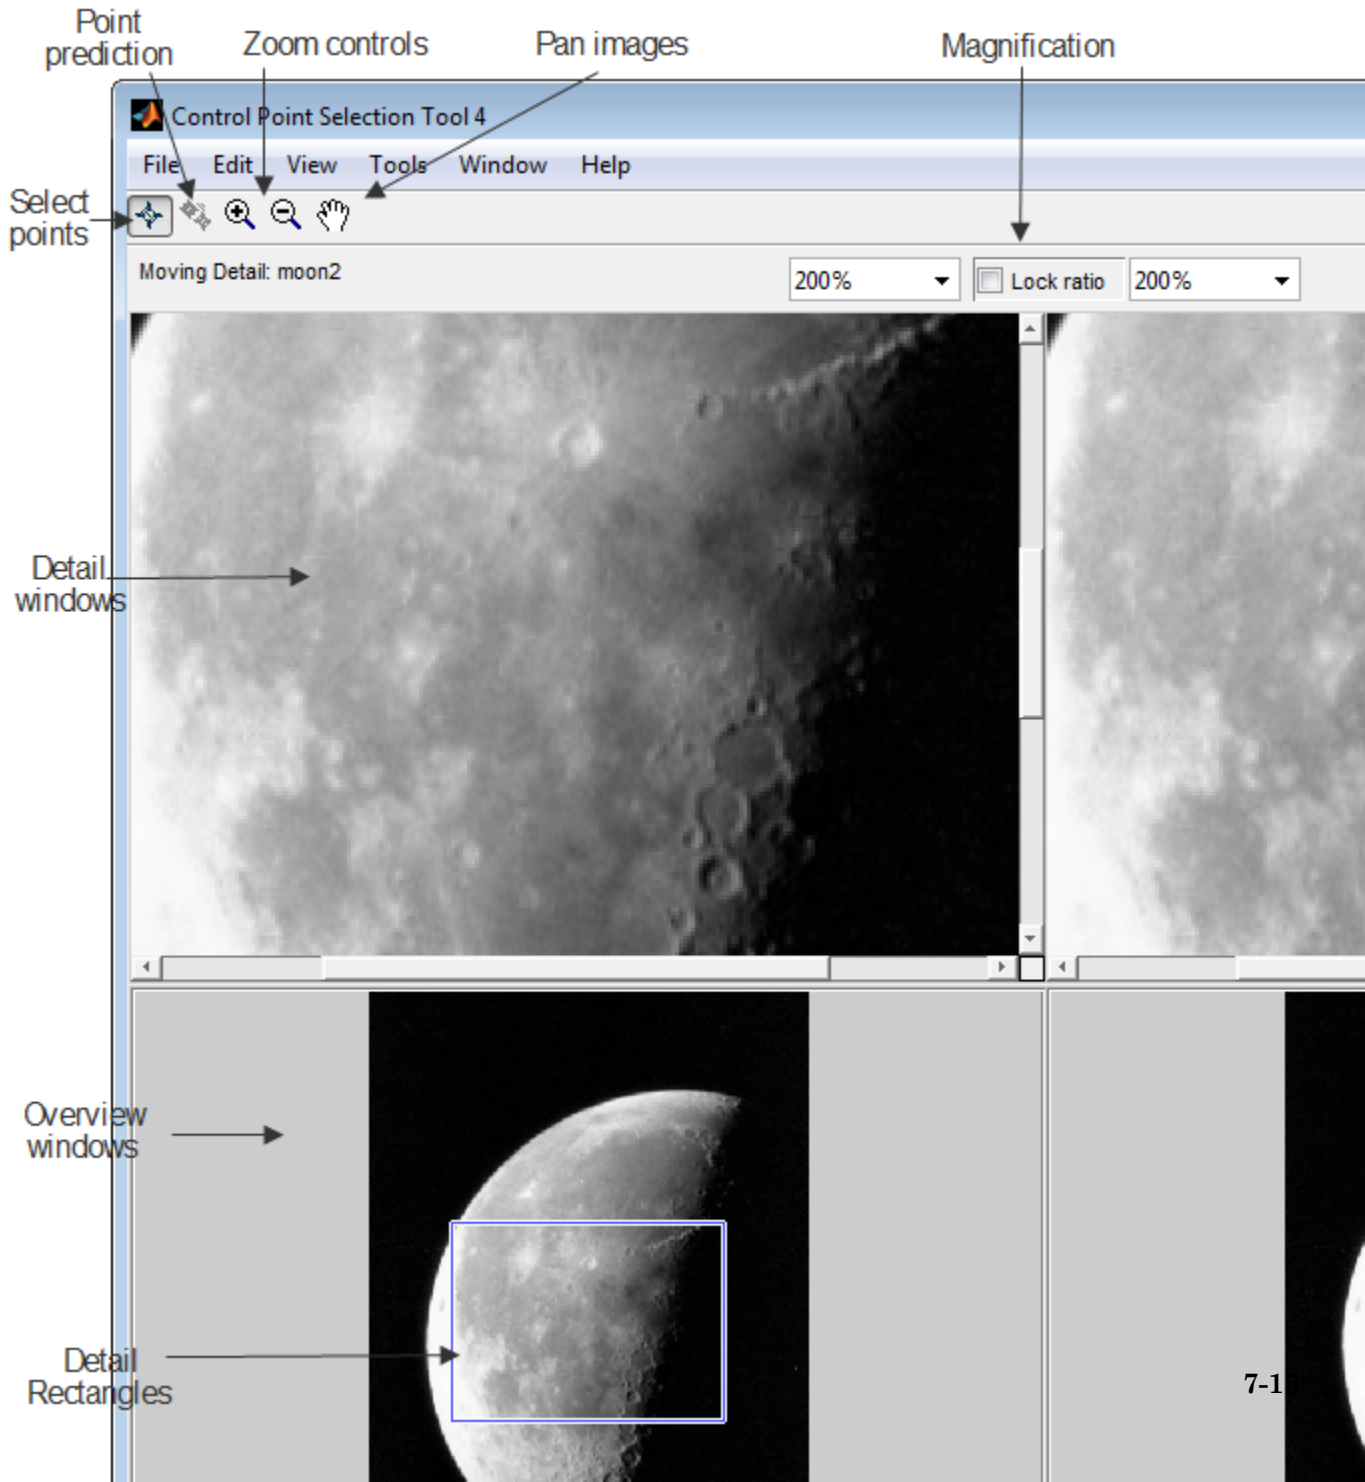 Point
prediction
Zoom controls
Pan images
Magnification
Control Point Selection Tool 4
File Edit View Tools Window Help
Select
points
Moving Detail: moon2
200%
Lock ratio
200%
Detail
windows
Overview
windows
Detail
Rectangles
7-1